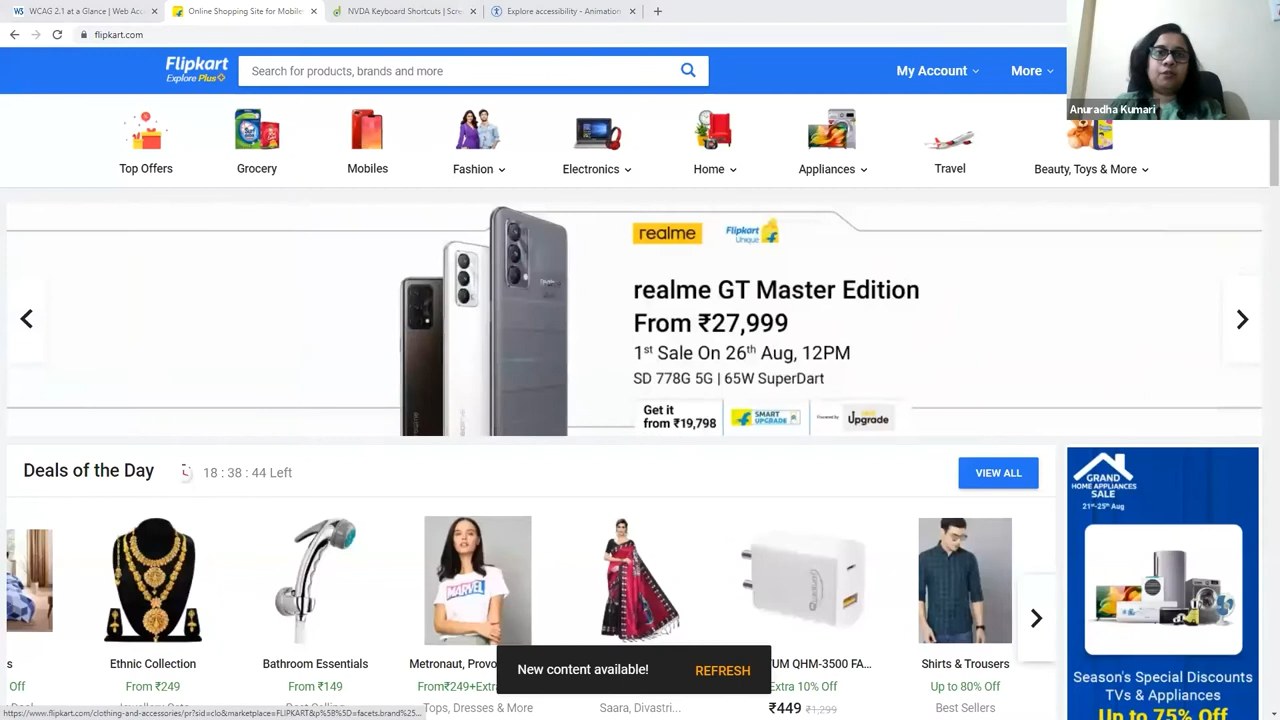 WCAG 2.1 at a Glance | Web Acc
Online Shopping Site for Mobile
NVDA Keyboard Shortcuts | Scre
Explore accessibility - Animation
flipkart.com
Flipkart
Explore Plus
Search for products, brands and more
My Account
More
Anuradha Kumari
Top Offers
Grocery
Mobiles
Fashion
Electronics
Home
Appliances
Travel
Beauty, Toys & More
realme
Flipkart
Unique
realme GT Master Edition
From ₹27,999
1st Sale On 26th Aug, 12PM
SD 778G 5G | 65W SuperDart
Get it
from ₹19,798
SMART
UPGRADE
Powered by
Upgrade
Deals of the Day
18 : 38 : 44 Left
VIEW ALL
GRAND
HOME APPLIANCES
SALE
21st-25th Aug
MARVEL
s
Off
Ethnic Collection
From ₹249
Bathroom Essentials
From ₹149
Metronaut, Provo
From₹249+Extra
Tops, Dresses & More
Saara, Divastri...
UM QHM-3500 FA...
Extra 10% Off
₹449 ₹1,299
Shirts & Trousers
Up to 80% Off
Best Sellers
New content available!
REFRESH
Season's Special Discounts
TVs & Appliances
Up to 75% Off
https://www.flipkart.com/clothing-and-accessories/pr?sid=clo&marketplace=FLIPKART&p%5B%5D=facets.brand%25...